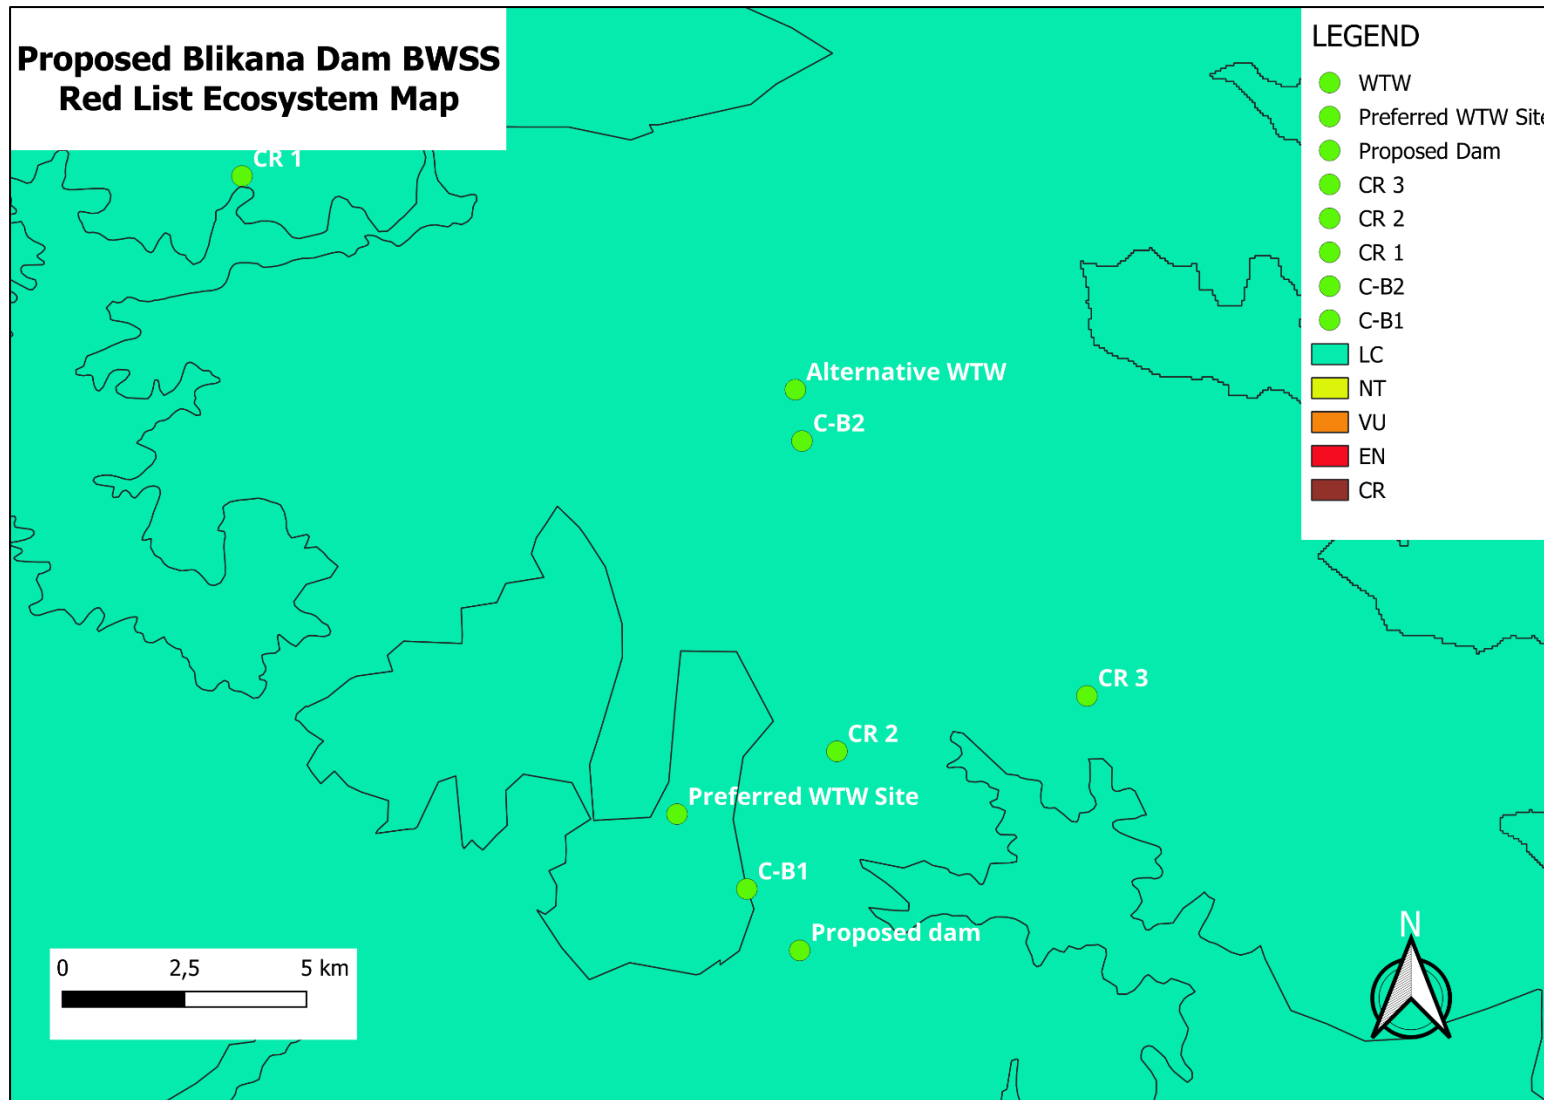 Proposed Blikana Dam BWSS
Red List Ecosystem Map
LEGEND
WTW
Preferred WTW Site
Proposed Dam
CR 3
CR 2
CR 1
C-B2
C-B1
LC
NT
VU
EN
CR
CR 1
Alternative WTW
C-B2
CR 3
CR 2
Preferred WTW Site
C-B1
Proposed dam
N
0 2,5 5 km